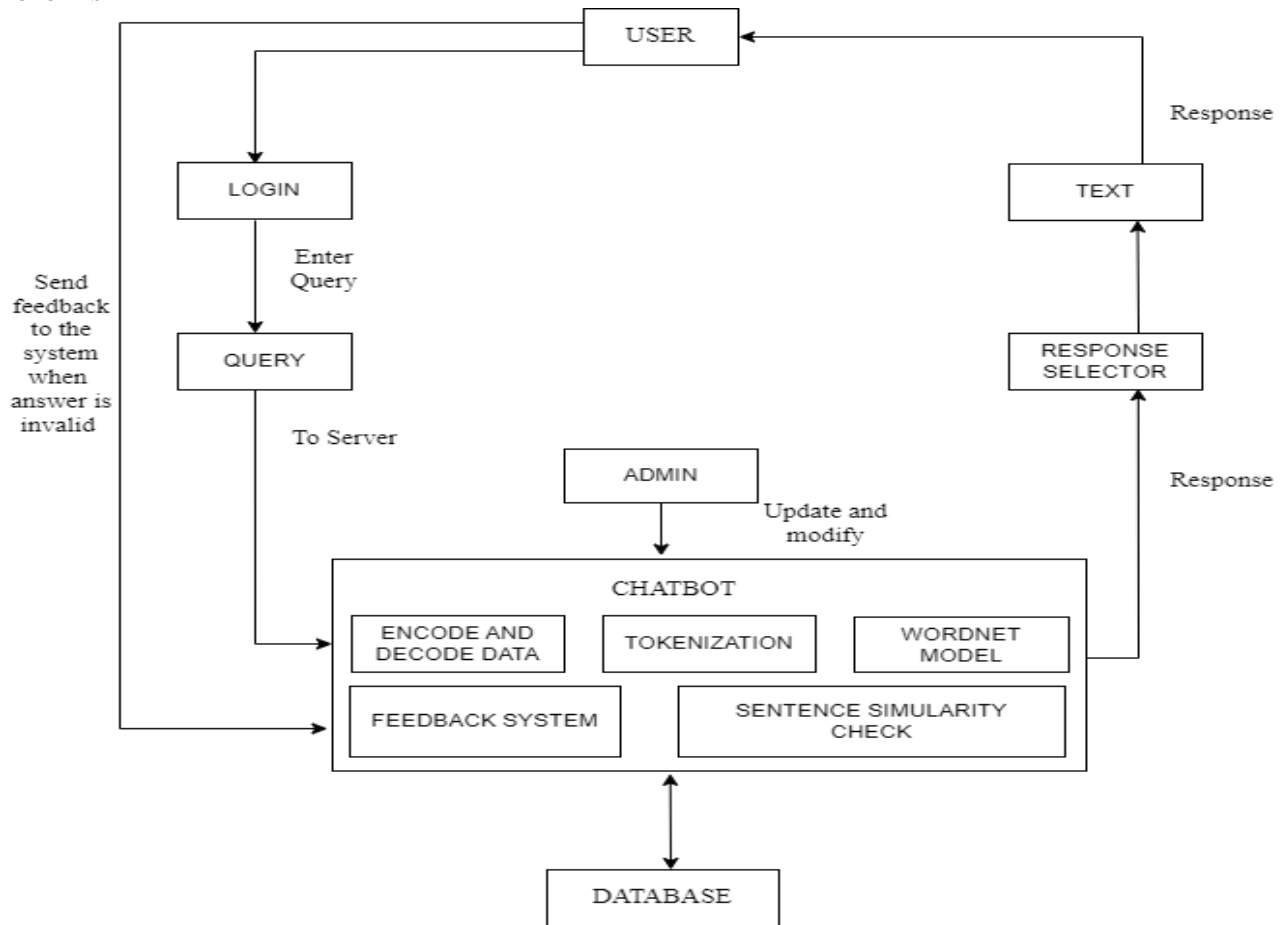 USER
Response
LOGIN
TEXT
Enter
Query
Send
feedback
to the
system
when
answer is
invalid
QUERY
RESPONSE
SELECTOR
To Server
ADMIN
Response
Update and
modify
CHATBOT
ENCODE AND
DECODE DATA
TOKENIZATION
WORDNET
MODEL
FEEDBACK SYSTEM
SENTENCE SIMULARITY
CHECK
DATABASE